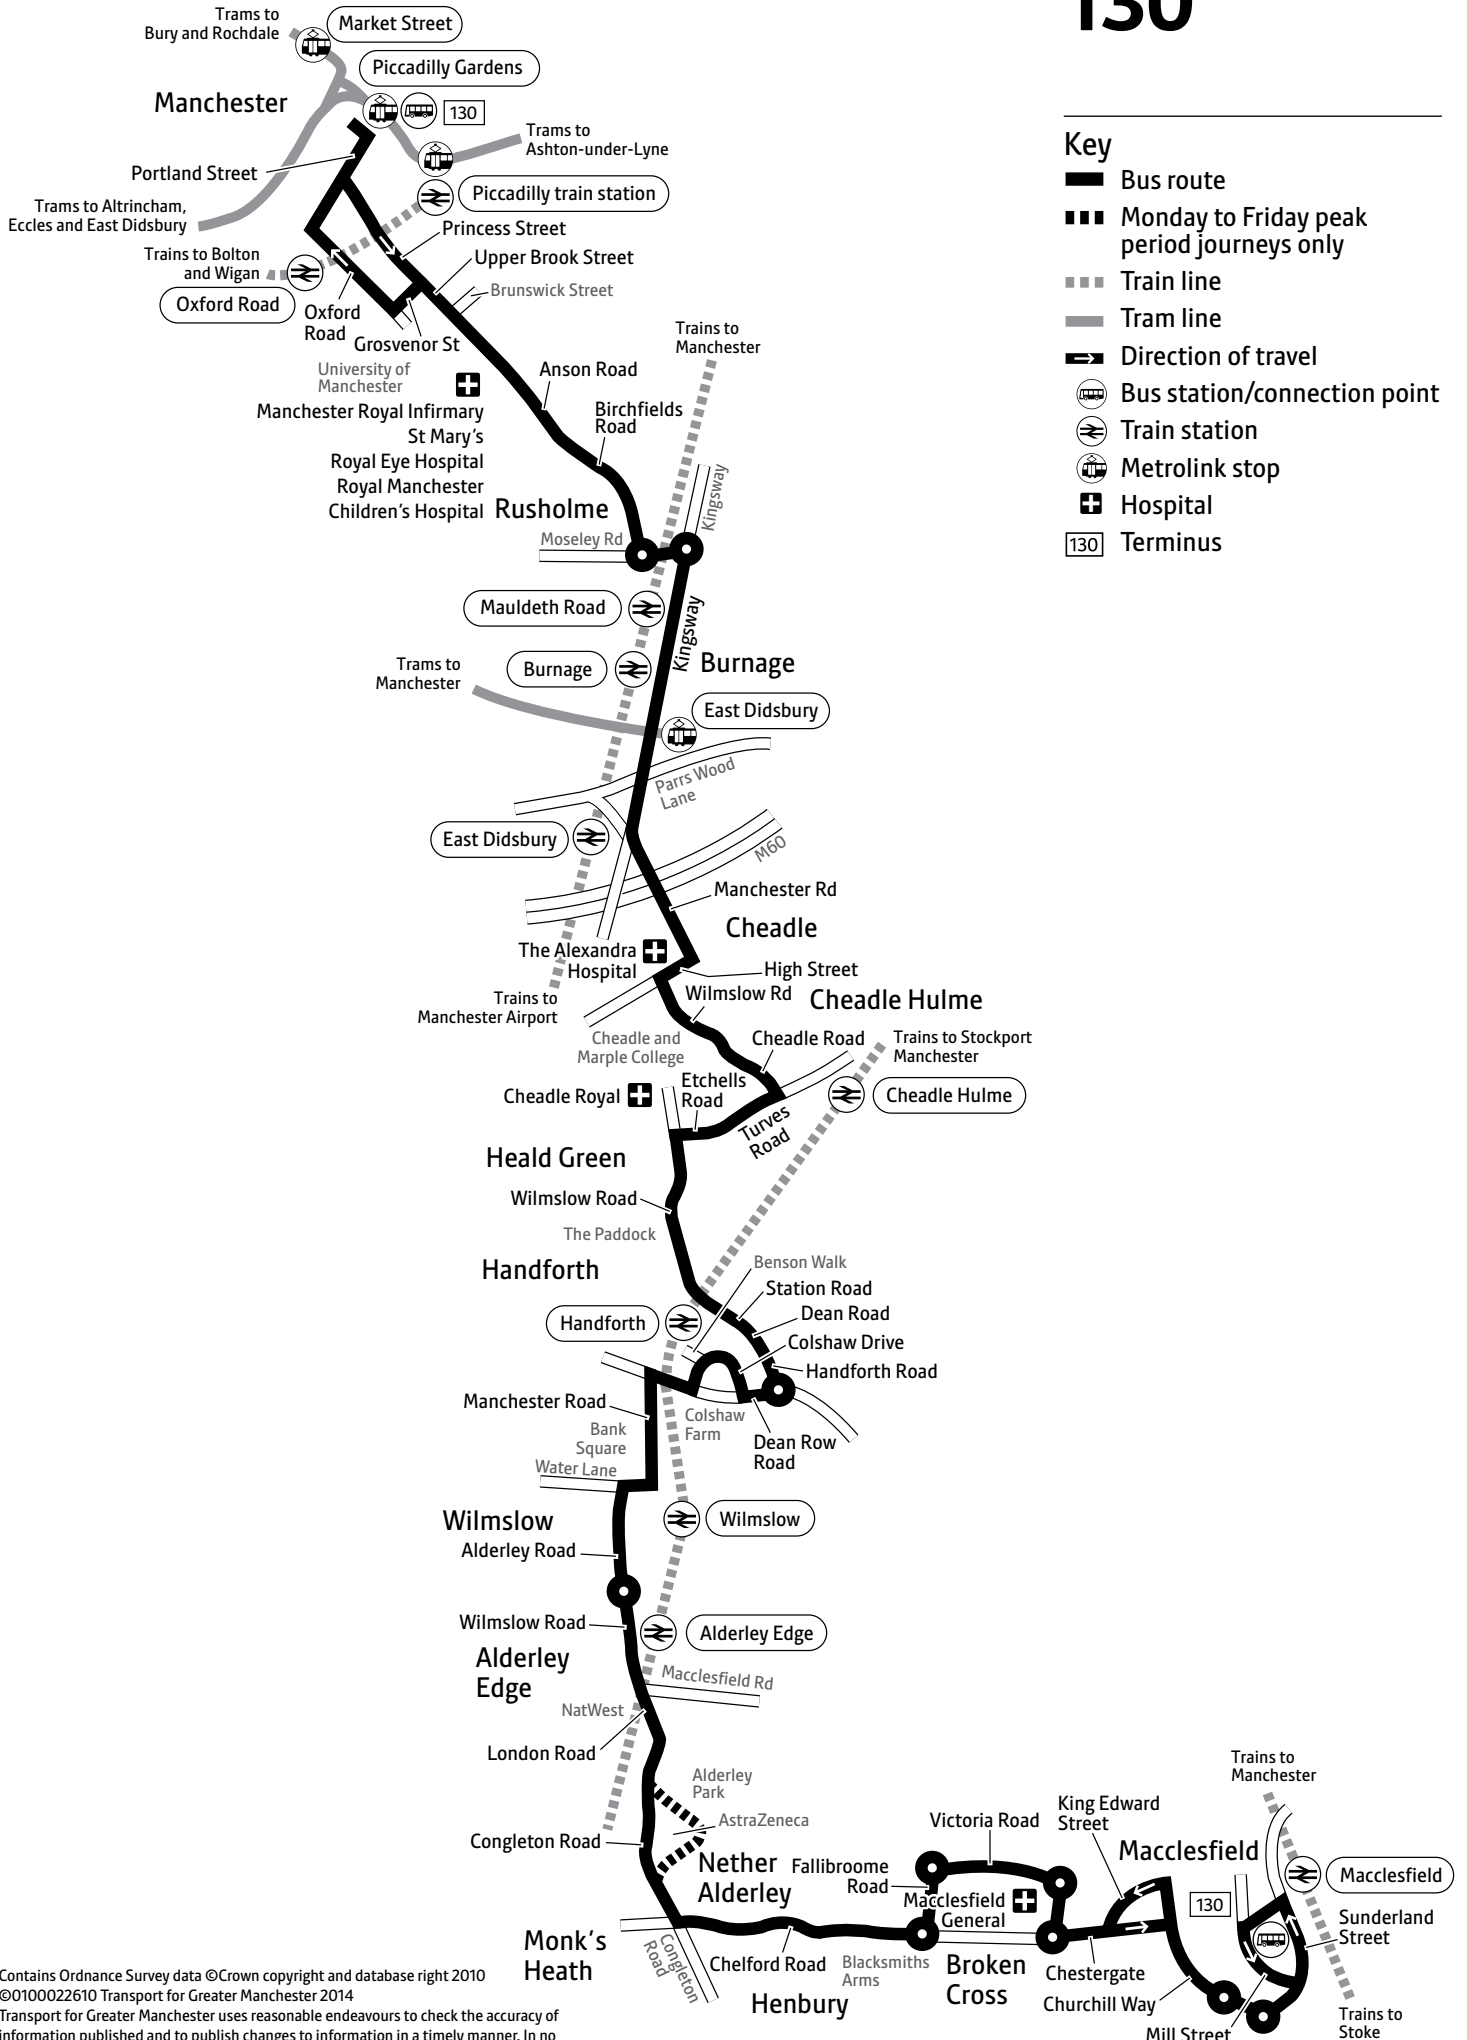 130
Trams to
Bury and Rochdale
Market Street
Piccadilly Gardens
Manchester
130
Trams to
Ashton-under-Lyne
Portland Street
Piccadilly train station
Trams to Altrincham,
Eccles and East Didsbury
Princess Street
Trains to Bolton
and Wigan
Upper Brook Street
Brunswick Street
Oxford Road
Oxford
Road
Grosvenor St
University of
Manchester
Manchester Royal Infirmary
St Mary's
Royal Eye Hospital
Royal Manchester
Children's Hospital
Trains to
Manchester
Anson Road
Birchfields
Road
Rusholme
Kingsway
Moseley Rd
Mauldeth Road
Kingsway
Burnage
Trams to
Manchester
Burnage
East Didsbury
Parrs Wood
Lane
East Didsbury
M60
Manchester Rd
Cheadle
The Alexandra
Hospital
High Street
Trains to
Manchester Airport
Wilmslow Rd
Cheadle Hulme
Cheadle and
Marple College
Cheadle Road
Trains to Stockport
Manchester
Cheadle Royal
Etchells
Road
Cheadle Hulme
Turves
Road
Heald Green
Wilmslow Road
The Paddock
Handforth
Benson Walk
Station Road
Dean Road
Handforth
Colshaw Drive
Handforth Road
Manchester Road
Colshaw
Farm
Bank
Square
Dean Row
Road
Water Lane
Wilmslow
Wilmslow
Alderley Road
Wilmslow Road
Alderley Edge
Alderley
Edge
Macclesfield Rd
NatWest
London Road
Alderley
Park
AstraZeneca
Congleton Road
Nether
Alderley
Monk's
Heath
Congleton
Road
Chelford Road
Henbury
Blacksmiths
Arms
Fallibroome
Road
Victoria Road
Macclesfield
General
Broken
Cross
King Edward
Street
Macclesfield
Chestergate
Churchill Way
Mill Street
130
Trains to
Manchester
Macclesfield
Sunderland
Street
Trains to
Stoke
Key
Bus route
Monday to Friday peak
period journeys only
Train line
Tram line
Direction of travel
Bus station/connection point
Train station
Metrolink stop
Hospital
130 Terminus
Contains Ordnance Survey data ©Crown copyright and database right 2010
©0100022610 Transport for Greater Manchester 2014
Transport for Greater Manchester uses reasonable endeavours to check the accuracy of
information published and to publish changes to information in a timely manner. In no